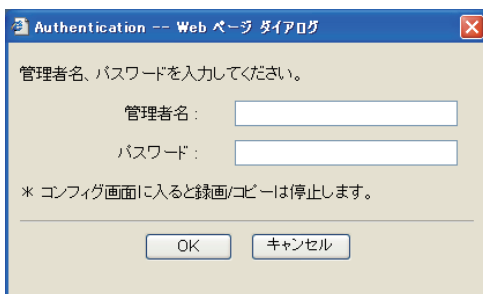 Authentication -- Web ページ ダイアログ
管理者名、パスワードを入力してください。
管理者名 :
パスワード :
* コンフィグ画面に入ると録画/コピーは停止します。
OK キャンセル